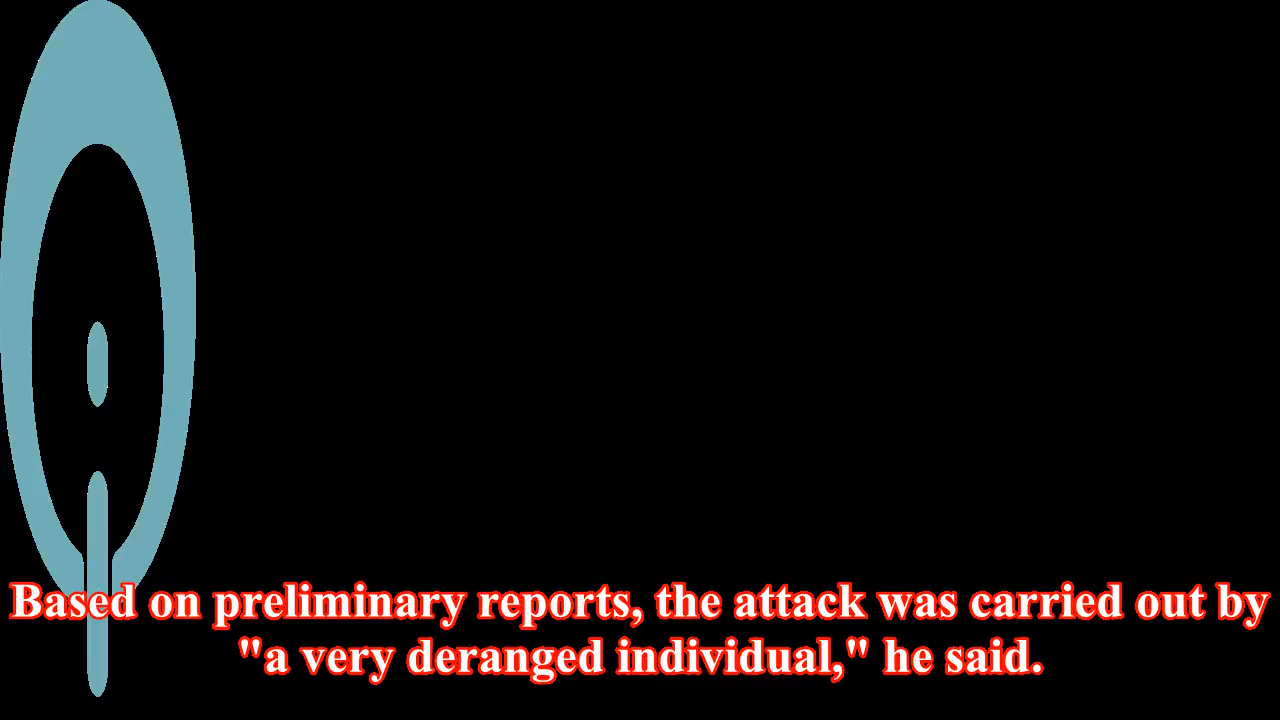 Based on preliminary reports, the attack was carried out by
"a very deranged individual," he said.